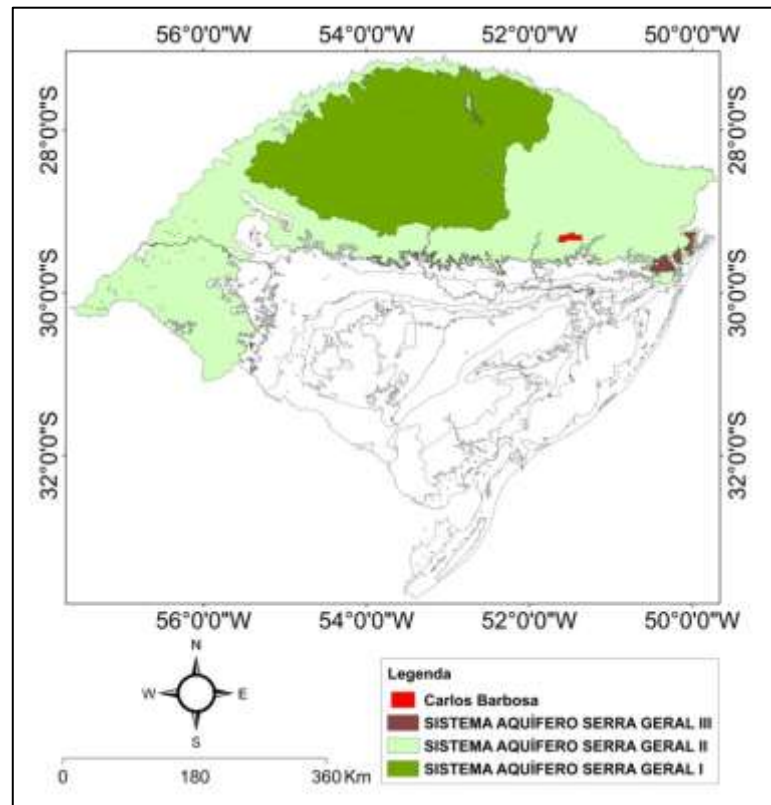 56°0'0"W 54°0'0"W 52°0'0"W 50°0'0"W
28°0'0"S
28°0'0"S
30°0'0"S
30°0'0"S
32°0'0"S
32°0'0"S
56°0'0"W 54°0'0"W 52°0'0"W 50°0'0"W
N
W E
S
0 180 360 Km
Legenda
Carlos Barbosa
SISTEMA AQUÍFERO SERRA GERAL III
SISTEMA AQUÍFERO SERRA GERAL II
SISTEMA AQUÍFERO SERRA GERAL I